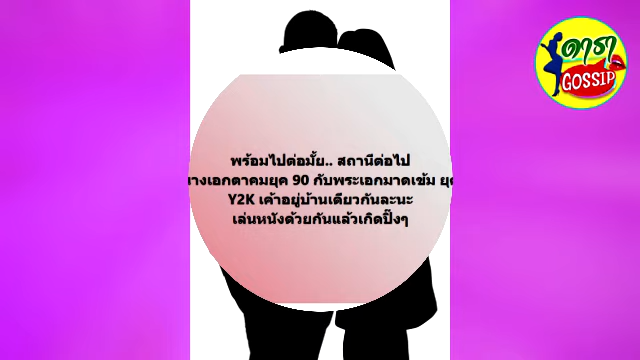 ดารา
GOSSIP
พร้อมไปต่อมั้ย.. สถานีต่อไป
นางเอกตาคมยุค 90 กับพระเอกมาดเข้ม ยุค
Y2K เค้าอยู่บ้านเดียวกันละนะ
เล่นหนังด้วยกันแล้วเกิดปิ๊งๆ